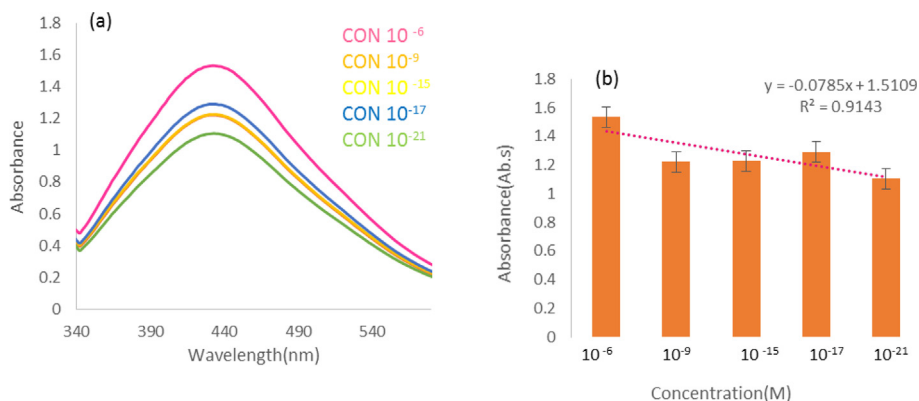 (a)
CON 10⁻⁶
CON 10⁻⁹
CON 10⁻¹⁵
CON 10⁻¹⁷
CON 10⁻²¹
Absorbance
1.8
1.6
1.4
1.2
1
0.8
0.6
0.4
0.2
0
340 390 440 490 540
Wavelength(nm)
(b)
y = -0.0785x + 1.5109
R² = 0.9143
Absorbance(Ab.s)
1.8
1.6
1.4
1.2
1
0.8
0.6
0.4
0.2
0
10⁻⁶ 10⁻⁹ 10⁻¹⁵ 10⁻¹⁷ 10⁻²¹
Concentration(M)